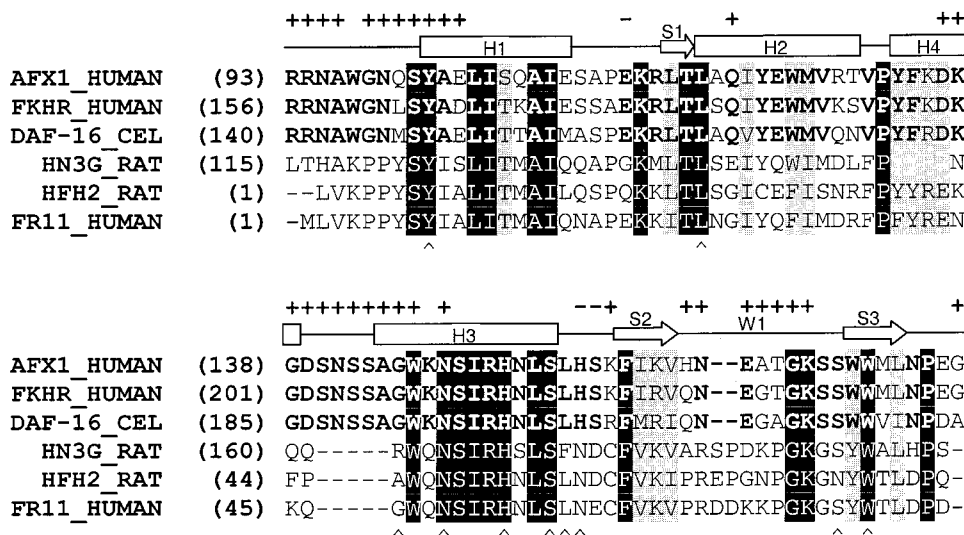 ++++ +++++++ - + ++
H1 S1 H2 H4
AFX1_HUMAN (93) RRNAWGNQSYAELISQAIESAPEKRLTLAQIYEWMVRTVPYFKDK
FKHR_HUMAN (156) RRNAWGNLSYADLITKAIESSAEKRLTLSQIYEWMVKSVPYFKDK
DAF-16_CEL (140) RRNAWGNMSYAELITTAIMASPEKRLTLAQVYEWMVQNVPYFRDK
HN3G_RAT (115) LTHAKPPYSYISLITMAIQQAPGKMLTLSEIYQWIMDLFP    N
HFH2_RAT (1) --LVKPPYSYIALITMAILQSPQKKLTLSGICEFISNRFPYYREK
FR11_HUMAN (1) -MLVKPPYSYIALITMAIQNAPEKKITLNGIYQFIMDRFPFYREN
^ ^
++++++++ + --+ ++ +++++ +
H3 S2 W1 S3
AFX1_HUMAN (138) GDSNSSAGWKNSIRHNLSLHSKFIKVHN--EATGKSSWWMLNPEG
FKHR_HUMAN (201) GDSNSSAGWKNSIRHNLSLHSKFIRVQN--EGTGKSSWWMLNPEG
DAF-16_CEL (185) GDSNSSAGWKNSIRHNLSLHSRFMRIQN--EGAGKSSWWVINPDA
HN3G_RAT (160) QQ-----RWQNSIRHSLSFNDCFVKVARSPDKPGKGSYWALHPS-
HFH2_RAT (44) FP-----AWQNSIRHNLSLNDCFVKIPREPGNPGKGNYWTLDPQ-
FR11_HUMAN (45) KQ-----GWQNSIRHNLSLNECFVKVPRDDKKPGKGSYWTLDPD-
^ ^ ^ ^ ^ ^ ^ ^